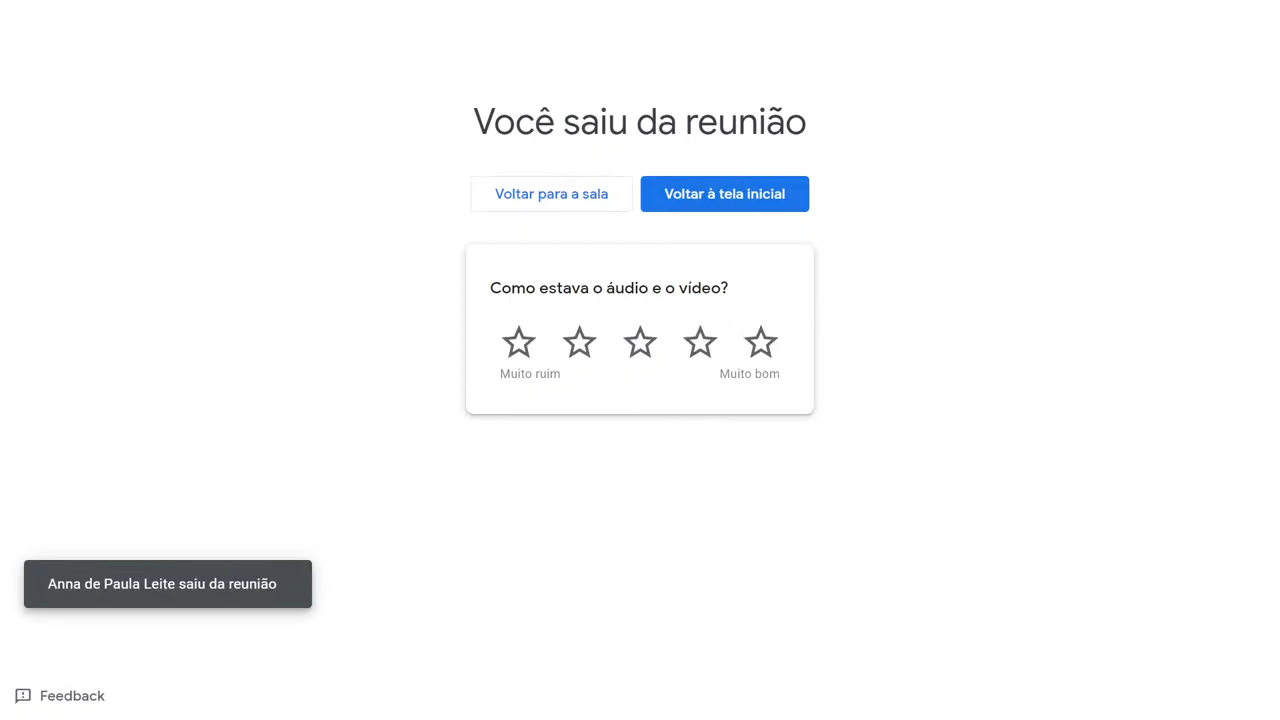 Você saiu da reunião
Voltar para a sala
Voltar à tela inicial
Como estava o áudio e o vídeo?
Muito ruim
Muito bom
Anna de Paula Leite saiu da reunião
Feedback